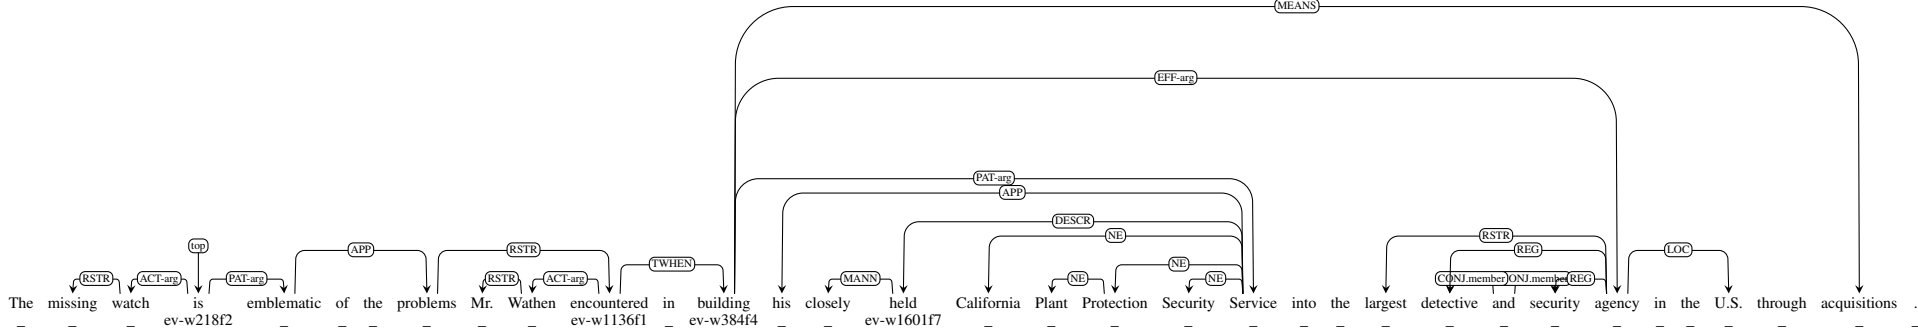 MEANS
EFF-arg
PAT-arg
APP
DESCR
NE RSTR
top APP RSTR REG LOC
TWHEN NE
RSTR ACT-arg PAT-arg RSTR ACT-arg MANN NE NE CONJ.member ONJ.membe REG
The missing watch is emblematic of the problems Mr. Wathen encountered in building his closely held California Plant Protection Security Service into the largest detective and security agency in the U.S. through acquisitions .
_ _ _ ev-w218f2 _ _ _ _ _ _ ev-w1136f1 _ ev-w384f4 _ _ ev-w1601f7 _ _ _ _ _ _ _ _ _ _ _ _ _ _ _ _ _ _